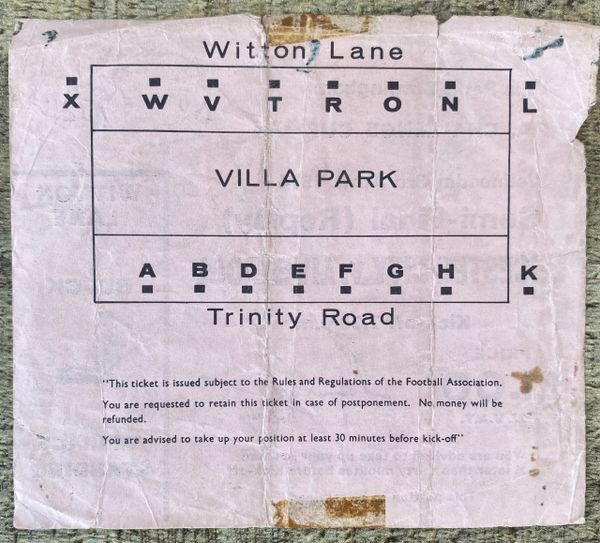 Witton Lane
X W V T R O N L
VILLA PARK
A B D E F G H K
Trinity Road
"This ticket is issued subject to the Rules and Regulations of the Football Association.
You are requested to retain this ticket in case of postponement. No money will be
refunded.
You are advised to take up your position at least 30 minutes before kick-off"